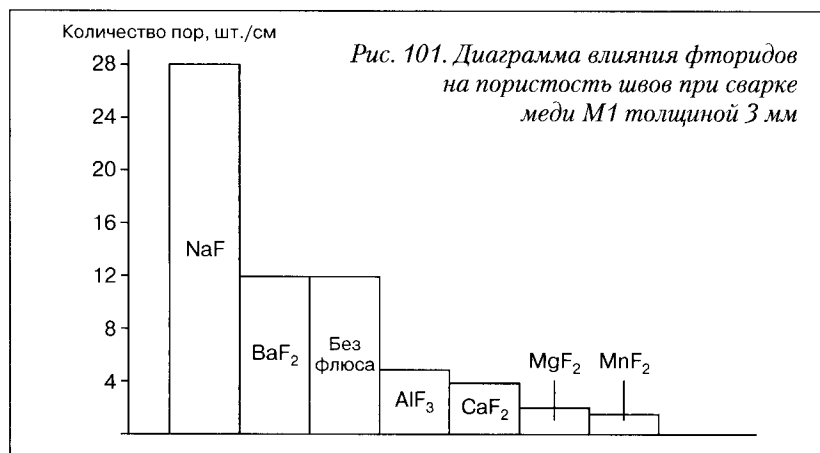 Количество пор, шт./см
Рис. 101. Диаграмма влияния фторидов
на пористость швов при сварке
меди М1 толщиной 3 мм
28
24
20
16
12
8
4
NaF
BaF₂
Без
флюса
AlF₃
CaF₂
MgF₂
MnF₂